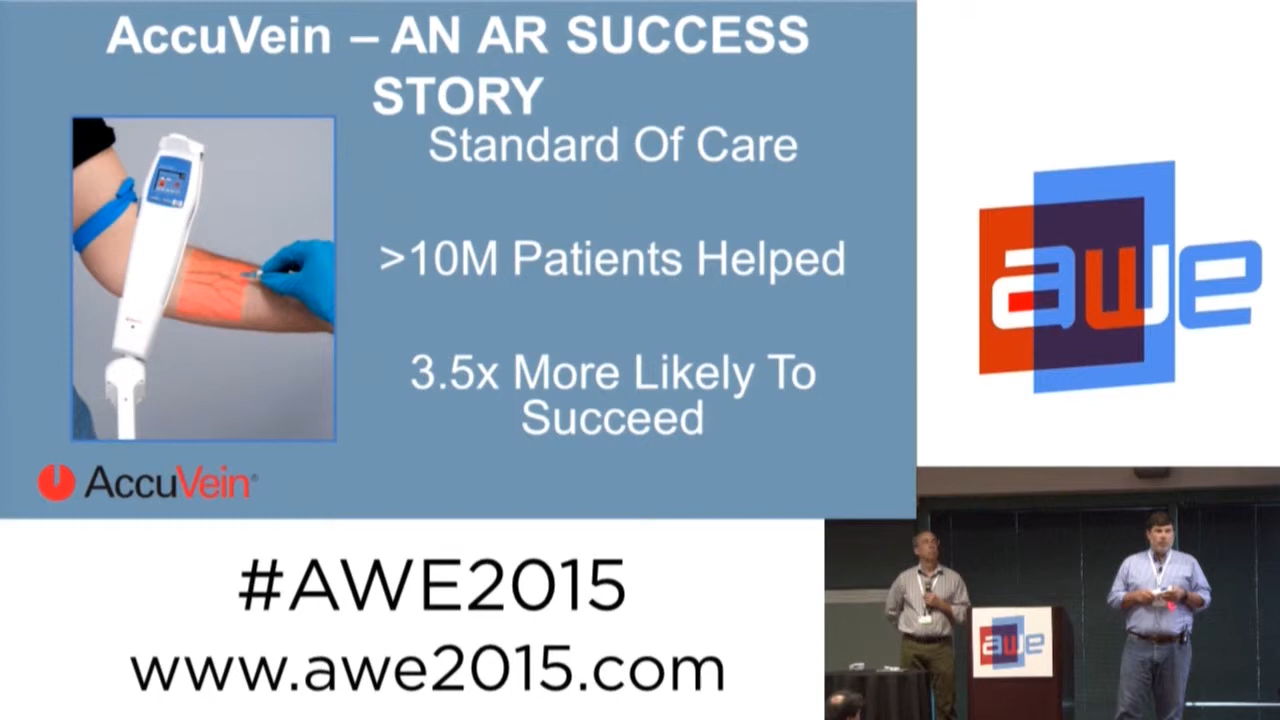 AccuVein – AN AR SUCCESS
STORY
Standard Of Care
>10M Patients Helped
3.5x More Likely To
Succeed
AccuVein®
awe
#AWE2015
www.awe2015.com
awe